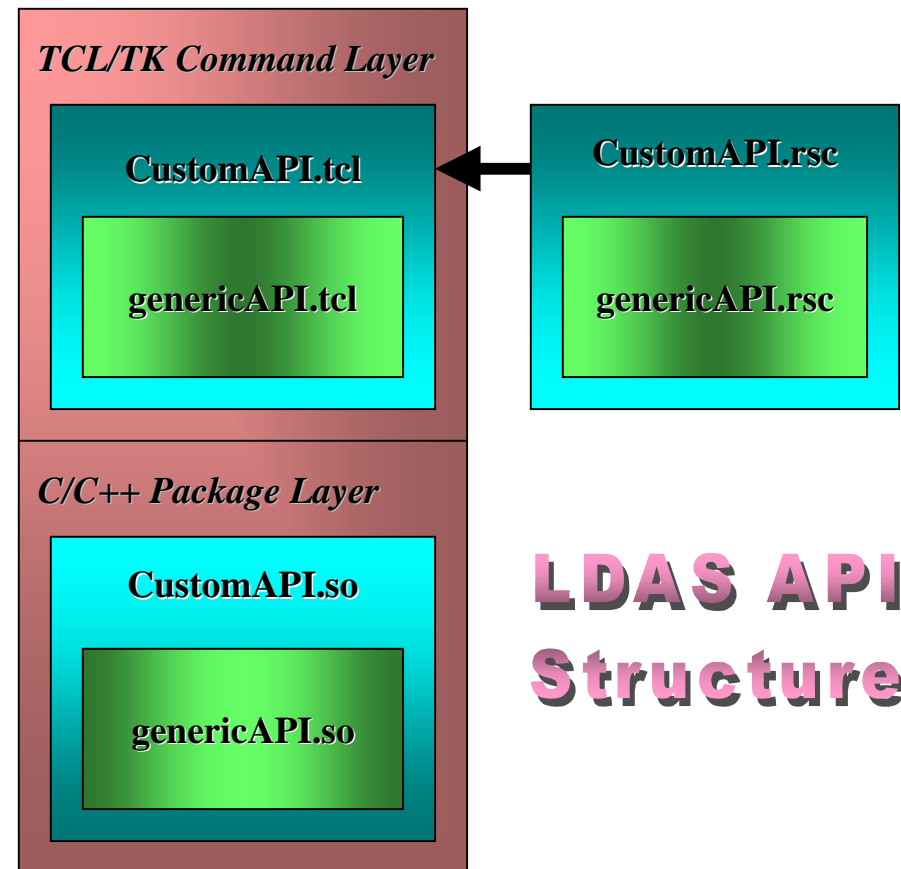 TCL/TK Command Layer
CustomAPI.tcl
genericAPI.tcl
CustomAPI.rsc
genericAPI.rsc
C/C++ Package Layer
CustomAPI.so
genericAPI.so
LDAS API
Structure